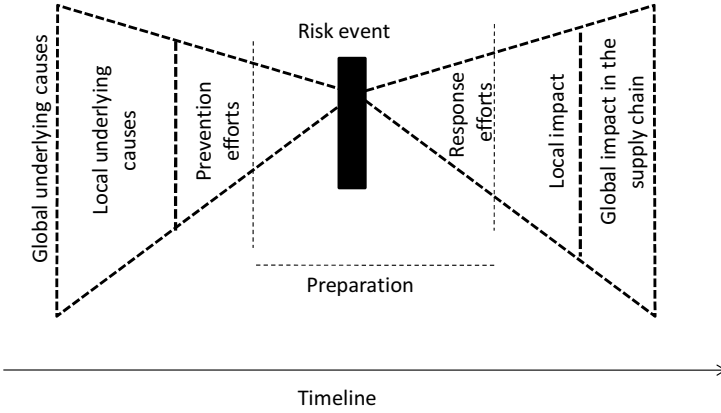 Risk event
Global underlying causes
Local underlying
causes
Prevention
efforts
Response
efforts
Local impact
Global impact in the
supply chain
Preparation
Timeline